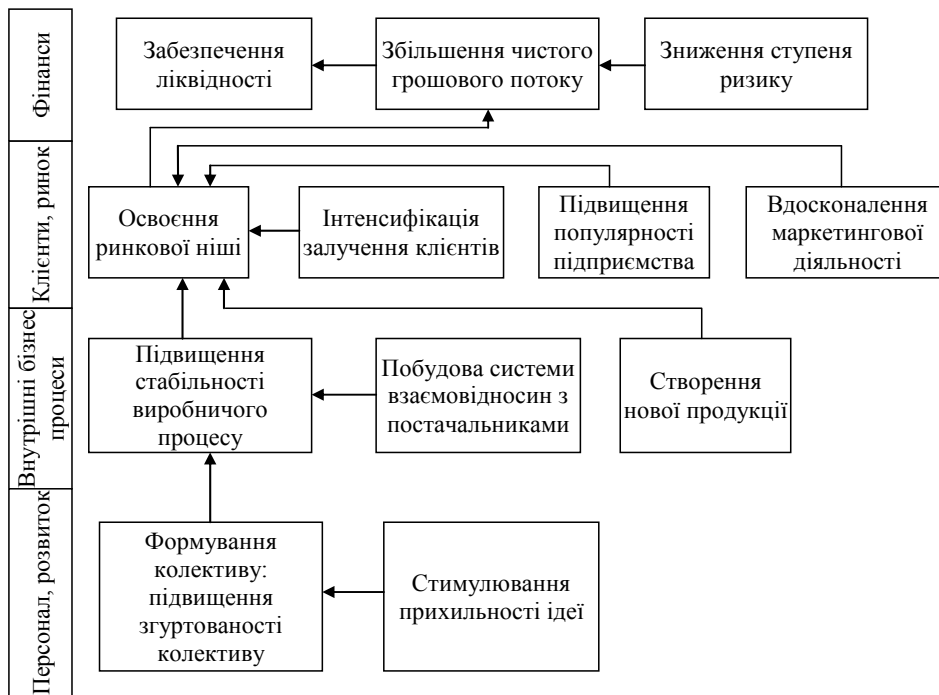 Фінанси
Забезпечення
ліквідності
Збільшення чистого
грошового потоку
Зниження ступеня
ризику
Клієнти, ринок
Освоєння
ринкової ніші
Інтенсифікація
залучення клієнтів
Підвищення
популярності
підприємства
Вдосконалення
маркетингової
діяльності
Внутрішні бізнес
процеси
Підвищення
стабільності
виробничого
процесу
Побудова системи
взаємовідносин з
постачальниками
Створення
нової продукції
Персонал, розвиток
Формування
колективу:
підвищення
згуртованості
колективу
Стимулювання
прихильності ідеї